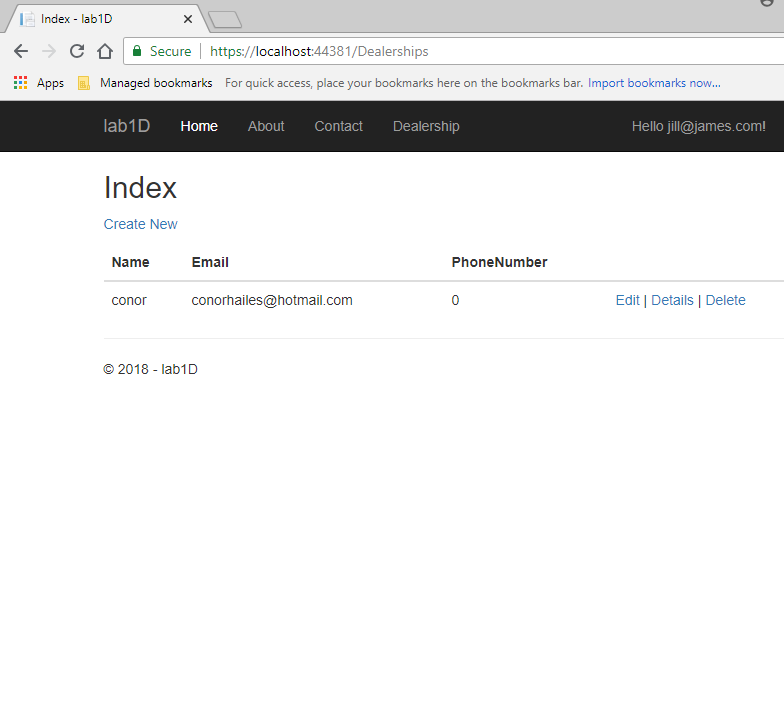 Index - lab1D
Secure https://localhost:44381/Dealerships
Apps Managed bookmarks For quick access, place your bookmarks here on the bookmarks bar. Import bookmarks now...
lab1D Home About Contact Dealership Hello jill@james.com!
Index
Create New
Name Email PhoneNumber
conor conorhailes@hotmail.com 0 Edit | Details | Delete
© 2018 - lab1D